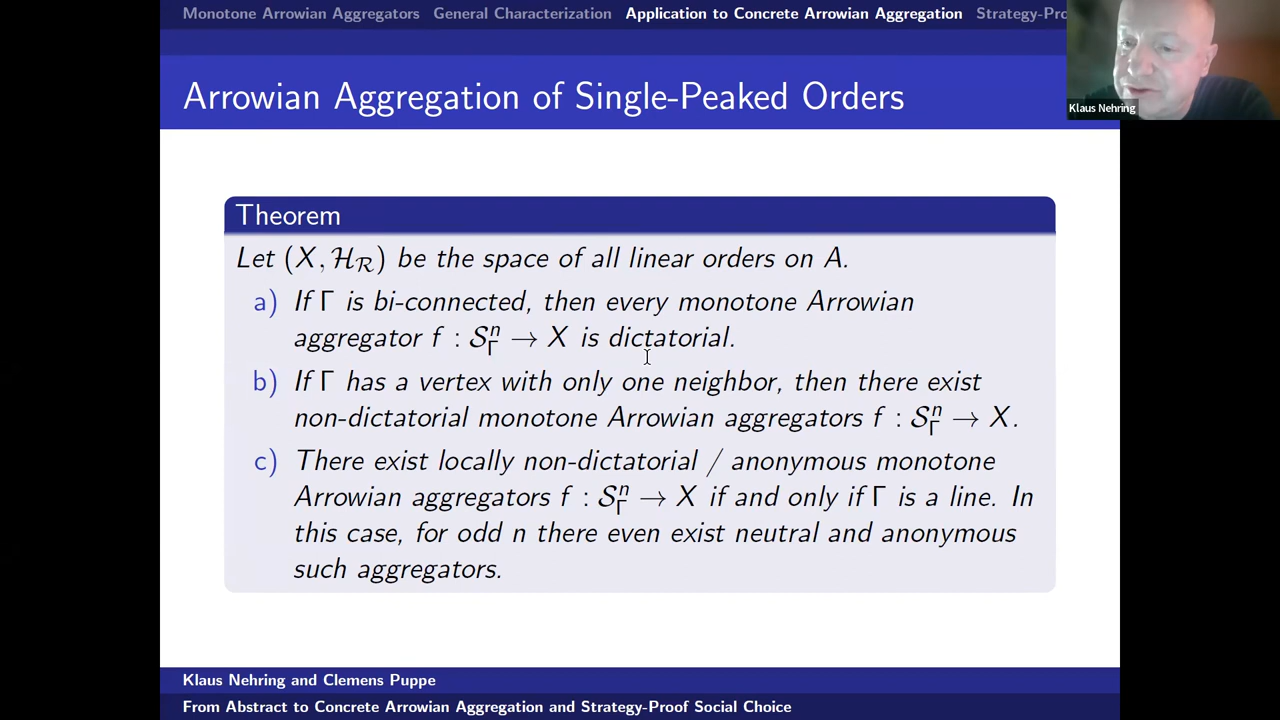 Monotone Arrowian Aggregators General Characterization Application to Concrete Arrowian Aggregation Strategy-Pro
Klaus Nehring
Arrowian Aggregation of Single-Peaked Orders
Theorem
Let (X, ℋ_ℛ) be the space of all linear orders on A.
a) If Γ is bi-connected, then every monotone Arrowian
aggregator f : 𝒮_Γ^n → X is dictatorial.
b) If Γ has a vertex with only one neighbor, then there exist
non-dictatorial monotone Arrowian aggregators f : 𝒮_Γ^n → X.
c) There exist locally non-dictatorial / anonymous monotone
Arrowian aggregators f : 𝒮_Γ^n → X if and only if Γ is a line. In
this case, for odd n there even exist neutral and anonymous
such aggregators.
Klaus Nehring and Clemens Puppe
From Abstract to Concrete Arrowian Aggregation and Strategy-Proof Social Choice